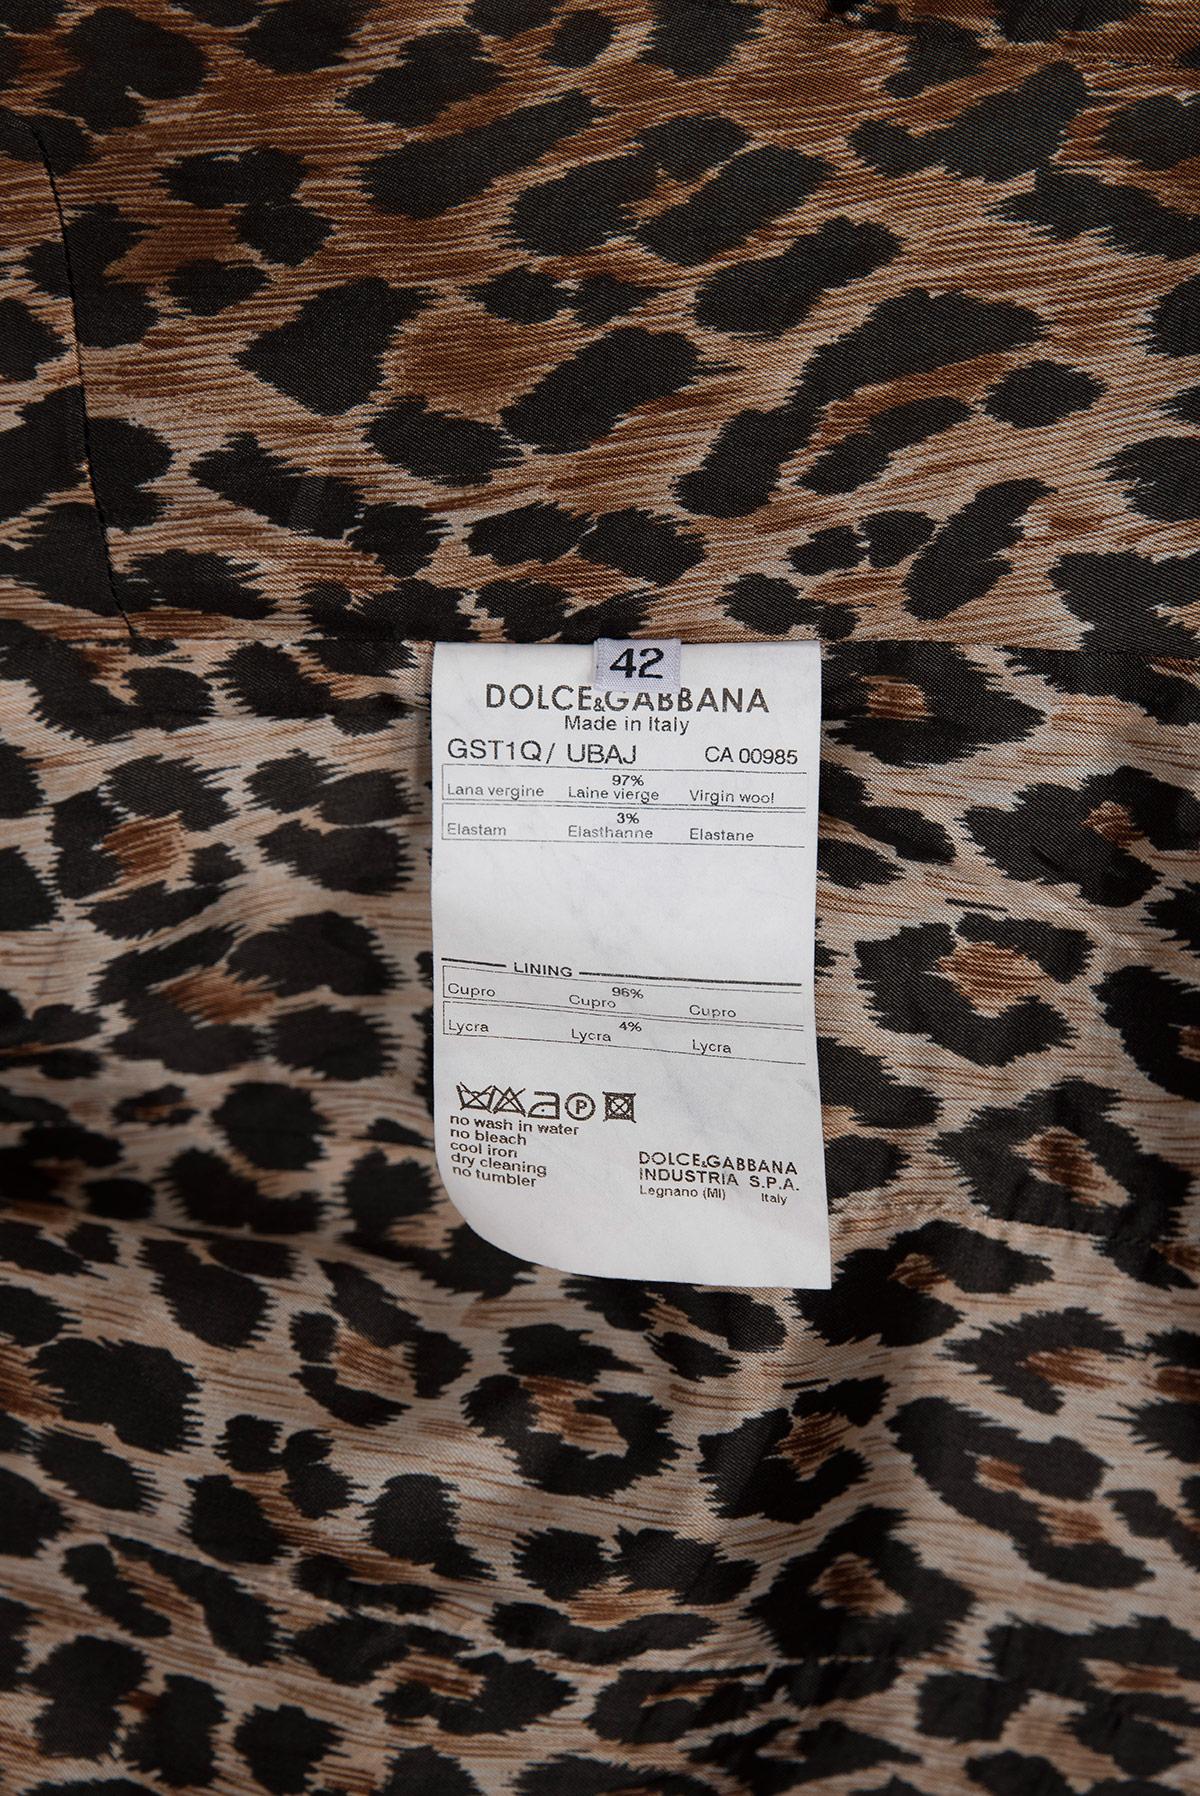 42
DOLCE&GABBANA
Made in Italy
GST1Q/ UBAJ CA 00985
97%
Lana vergine Laine vierge Virgin wool
3%
Elastam Elasthanne Elastane
LINING
96%
Cupro Cupro Cupro
4%
Lycra Lycra Lycra
P
no wash in water
no bleach
cool iron
dry cleaning
no tumbler
DOLCE&GABBANA
INDUSTRIA S.P.A.
Legnano (MI) Italy